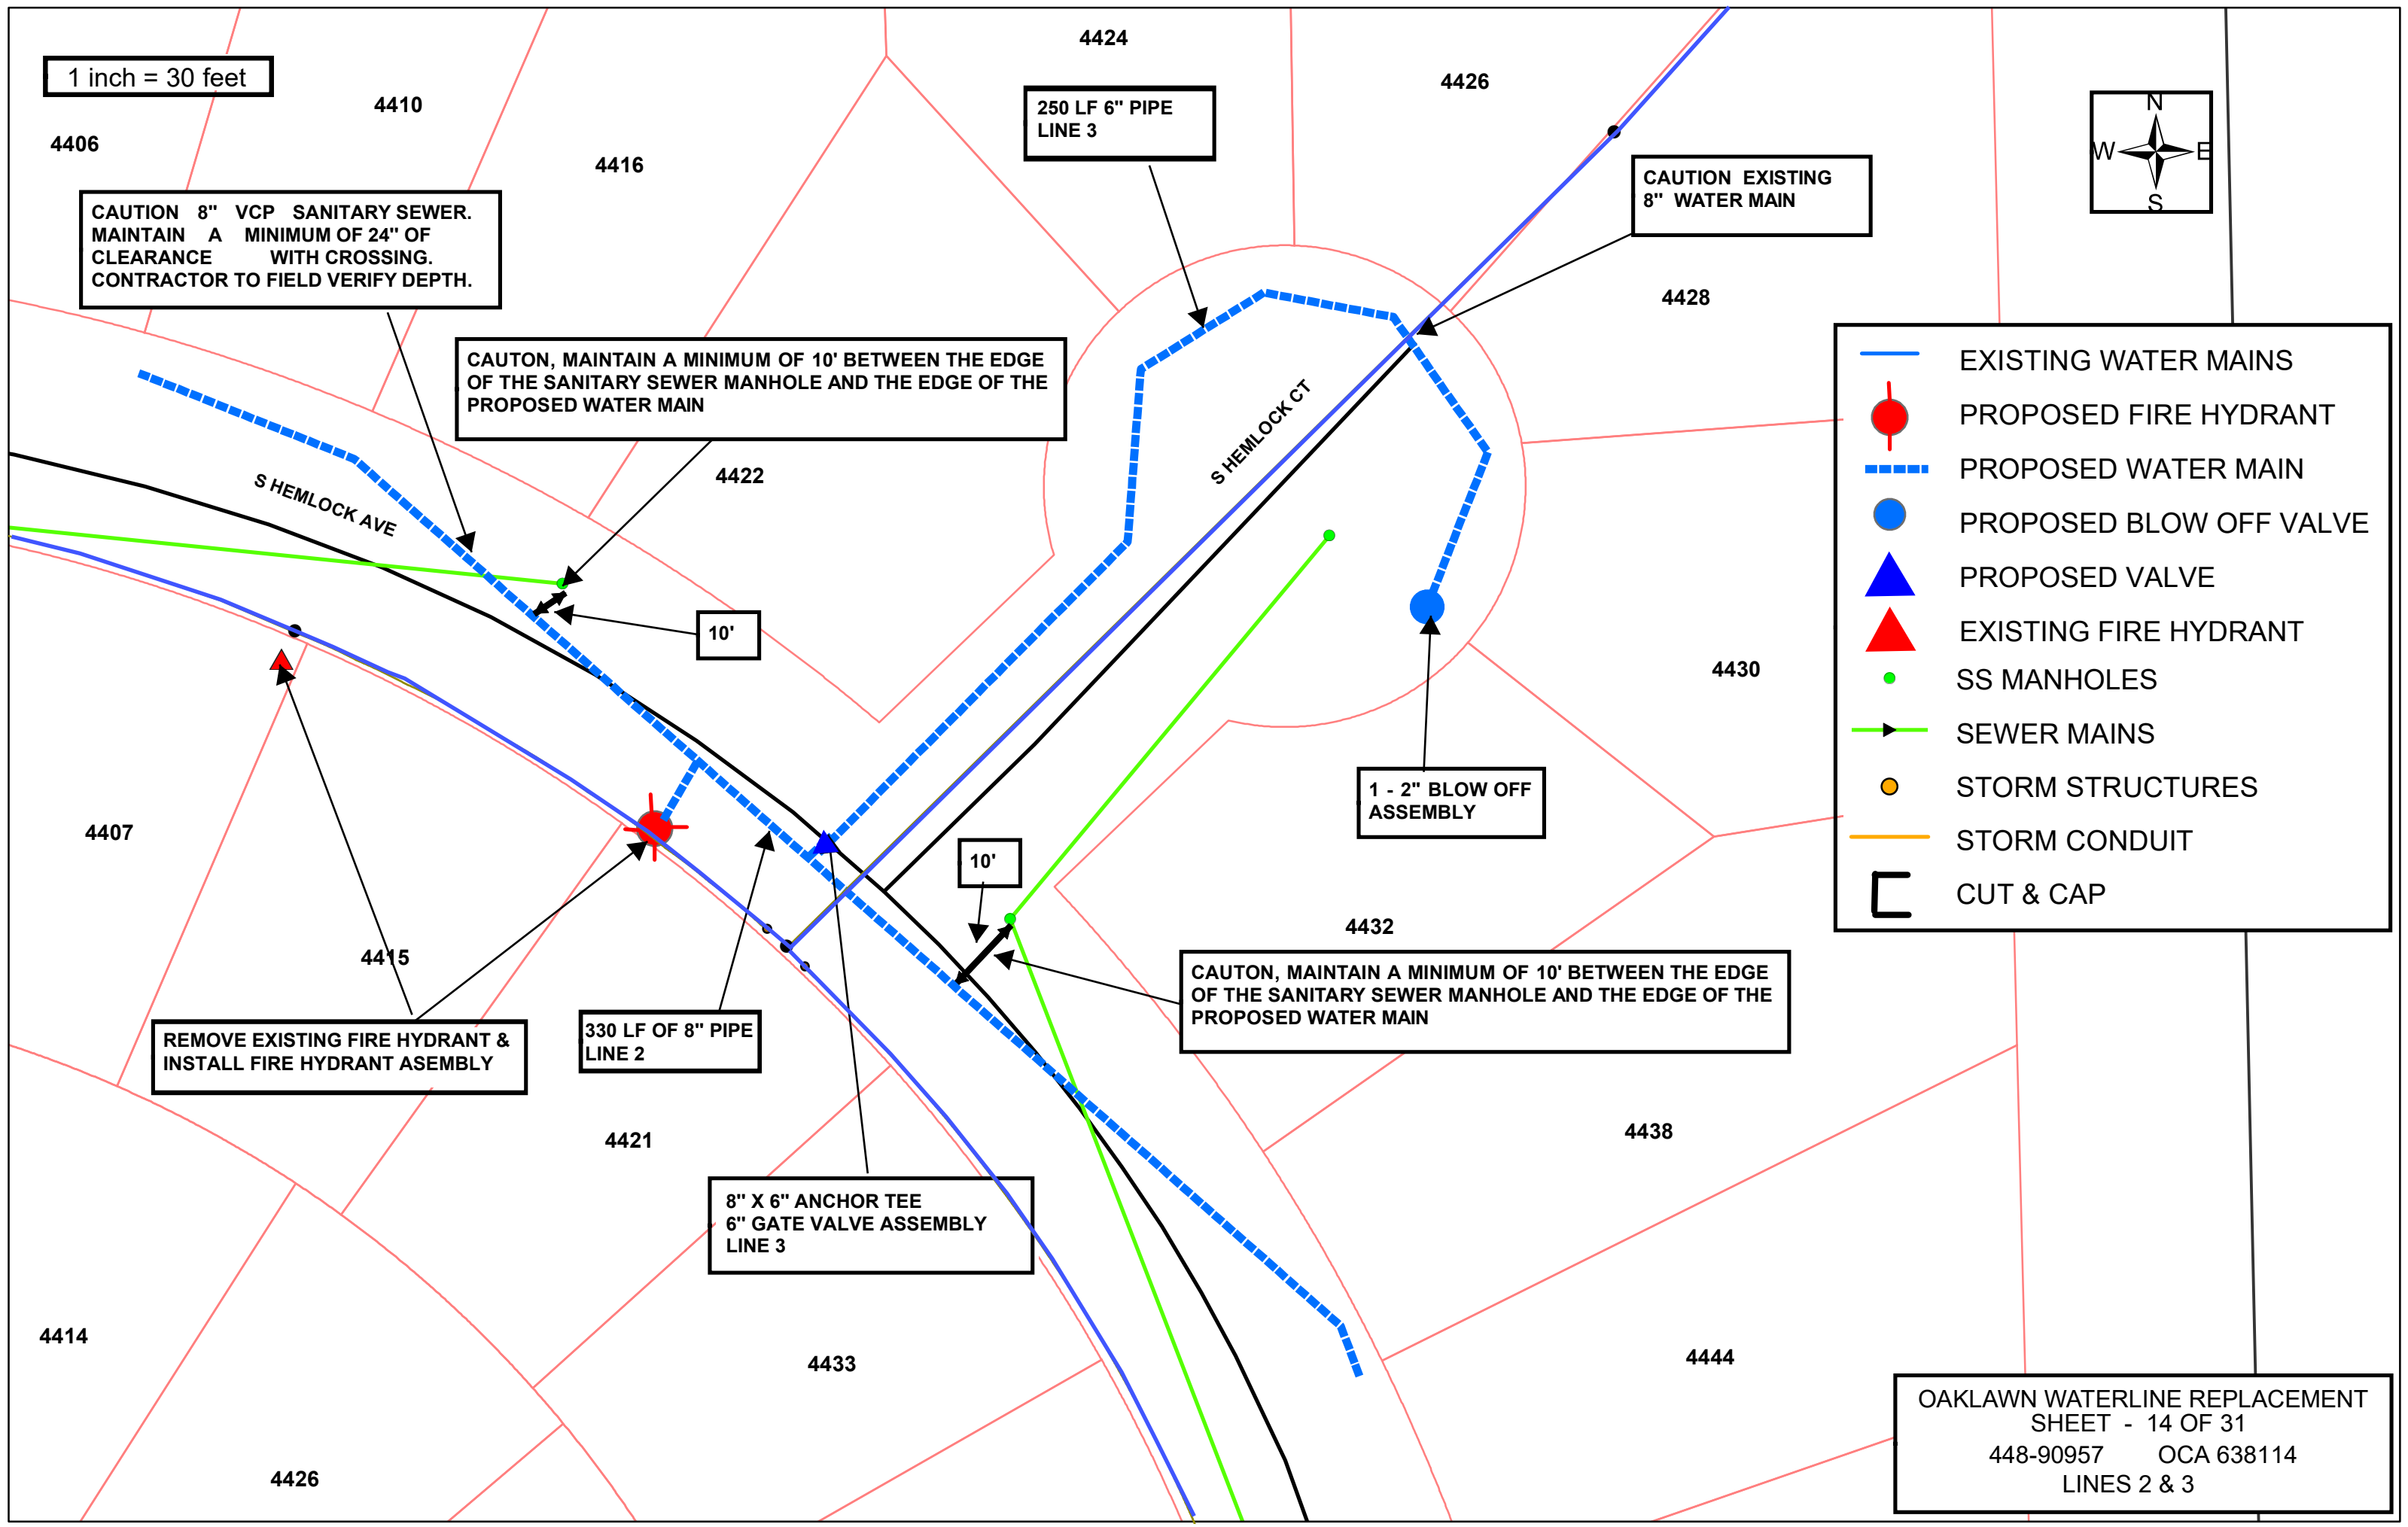 1 inch = 30 feet
4406
4410
4416
4424
4426
250 LF 6" PIPE
LINE 3
CAUTION EXISTING
8" WATER MAIN
N
W E
S
CAUTION 8" VCP SANITARY SEWER.
MAINTAIN A MINIMUM OF 24" OF
CLEARANCE WITH CROSSING.
CONTRACTOR TO FIELD VERIFY DEPTH.
4428
CAUTON, MAINTAIN A MINIMUM OF 10' BETWEEN THE EDGE
OF THE SANITARY SEWER MANHOLE AND THE EDGE OF THE
PROPOSED WATER MAIN
EXISTING WATER MAINS
PROPOSED FIRE HYDRANT
PROPOSED WATER MAIN
PROPOSED BLOW OFF VALVE
PROPOSED VALVE
EXISTING FIRE HYDRANT
SS MANHOLES
SEWER MAINS
STORM STRUCTURES
STORM CONDUIT
CUT & CAP
S HEMLOCK CT
S HEMLOCK AVE
4422
10'
4430
4407
1 - 2" BLOW OFF
ASSEMBLY
10'
4432
4415
CAUTON, MAINTAIN A MINIMUM OF 10' BETWEEN THE EDGE
OF THE SANITARY SEWER MANHOLE AND THE EDGE OF THE
PROPOSED WATER MAIN
REMOVE EXISTING FIRE HYDRANT &
INSTALL FIRE HYDRANT ASEMBLY
330 LF OF 8" PIPE
LINE 2
4421
4438
8" X 6" ANCHOR TEE
6" GATE VALVE ASSEMBLY
LINE 3
4414
4433
4444
4426
OAKLAWN WATERLINE REPLACEMENT
SHEET - 14 OF 31
448-90957 OCA 638114
LINES 2 & 3